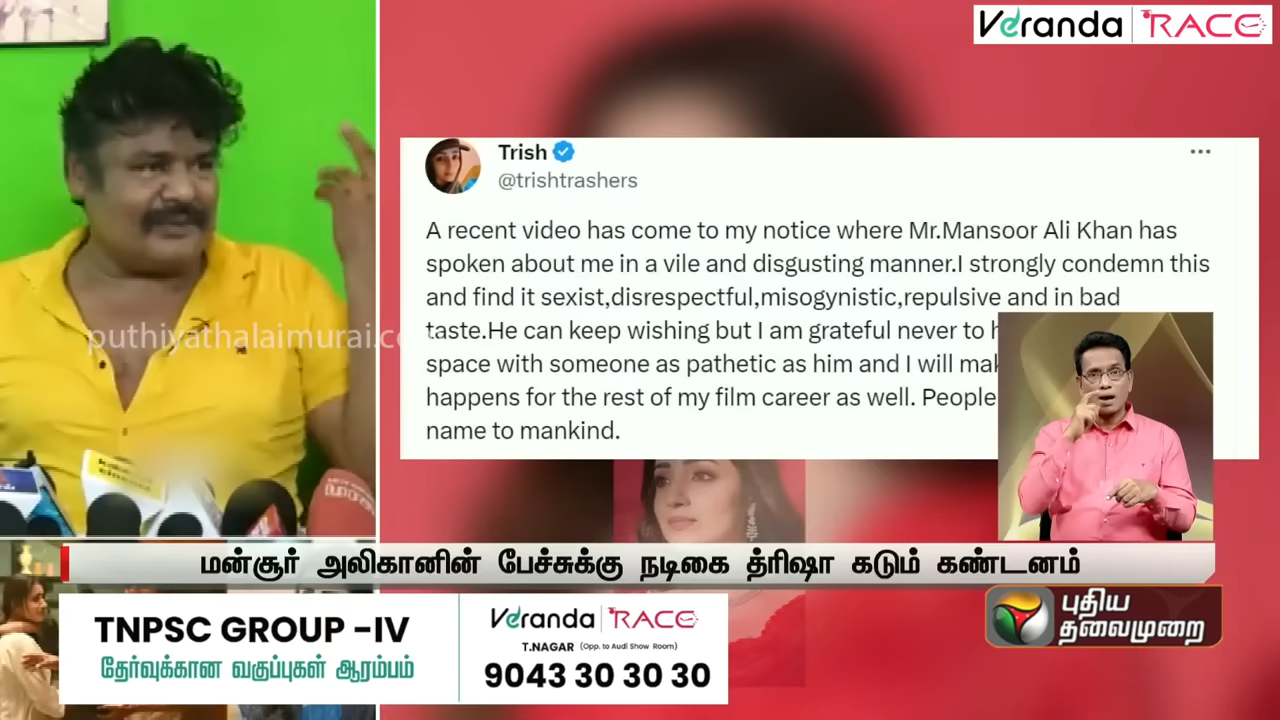 Veranda RACE
Trish
@trishtrashers
A recent video has come to my notice where Mr.Mansoor Ali Khan has
spoken about me in a vile and disgusting manner.I strongly condemn this
and find it sexist,disrespectful,misogynistic,repulsive and in bad
taste.He can keep wishing but I am grateful never to
space with someone as pathetic as him and I will
happens for the rest of my film career as well. People
name to mankind.
puthiyathalaimurai.c
மன்சூர் அலிகானின் பேச்சுக்கு நடிகை த்ரிஷா கடும் கண்டனம்
புதிய
தலைமுறை
TNPSC GROUP -IV
தேர்வுக்கான வகுப்புகள் ஆரம்பம்
Veranda RACE
T.NAGAR (Opp. to Audi Show Room)
9043 30 30 30